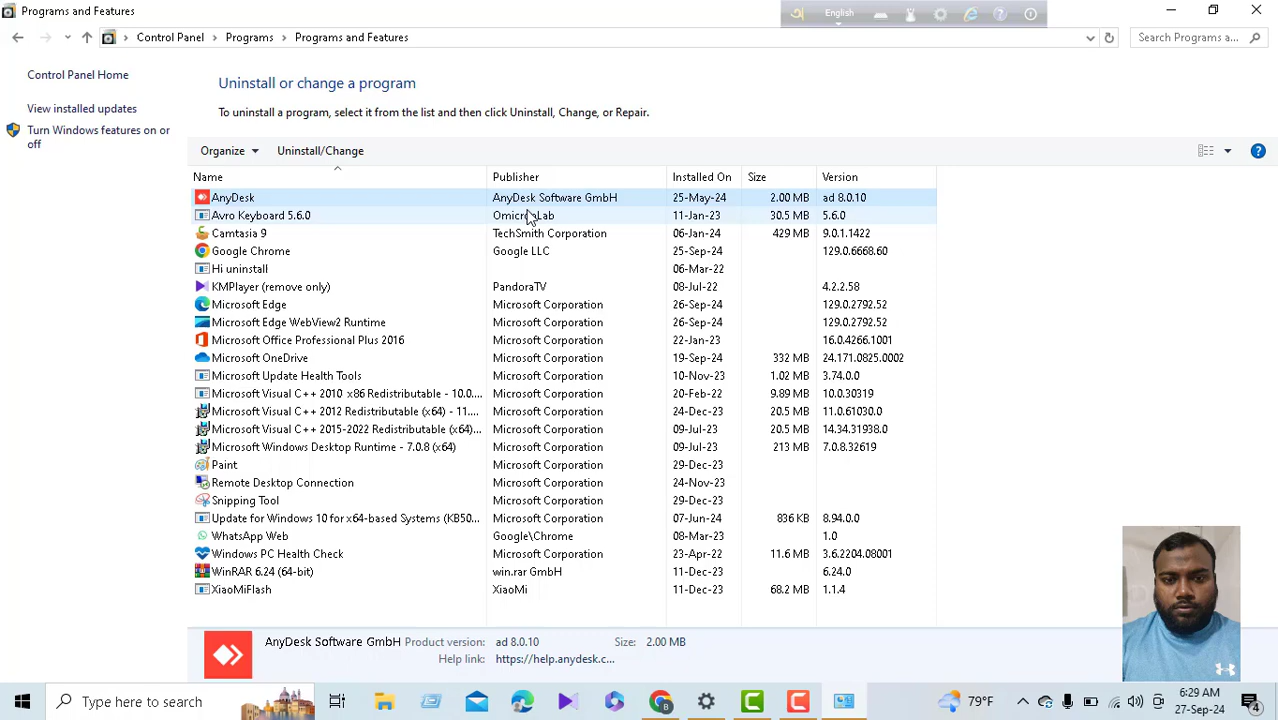 Programs and Features
অ English
Control Panel > Programs > Programs and Features
Search Programs a...
Control Panel Home
View installed updates
Turn Windows features on or
off
Uninstall or change a program
To uninstall a program, select it from the list and then click Uninstall, Change, or Repair.
Organize Uninstall/Change
Name Publisher Installed On Size Version
AnyDesk AnyDesk Software GmbH 25-May-24 2.00 MB ad 8.0.10
Avro Keyboard 5.6.0 OmicronLab 11-Jan-23 30.5 MB 5.6.0
Camtasia 9 TechSmith Corporation 06-Jan-24 429 MB 9.0.1.1422
Google Chrome Google LLC 25-Sep-24 129.0.6668.60
Hi uninstall 06-Mar-22
KMPlayer (remove only) PandoraTV 08-Jul-22 4.2.2.58
Microsoft Edge Microsoft Corporation 26-Sep-24 129.0.2792.52
Microsoft Edge WebView2 Runtime Microsoft Corporation 26-Sep-24 129.0.2792.52
Microsoft Office Professional Plus 2016 Microsoft Corporation 22-Jan-23 16.0.4266.1001
Microsoft OneDrive Microsoft Corporation 19-Sep-24 332 MB 24.171.0825.0002
Microsoft Update Health Tools Microsoft Corporation 10-Nov-23 1.02 MB 3.74.0.0
Microsoft Visual C++ 2010 x86 Redistributable - 10.0.... Microsoft Corporation 20-Feb-22 9.89 MB 10.0.30319
Microsoft Visual C++ 2012 Redistributable (x64) - 11.... Microsoft Corporation 24-Dec-23 20.5 MB 11.0.61030.0
Microsoft Visual C++ 2015-2022 Redistributable (x64)... Microsoft Corporation 09-Jul-23 20.5 MB 14.34.31938.0
Microsoft Windows Desktop Runtime - 7.0.8 (x64) Microsoft Corporation 09-Jul-23 213 MB 7.0.8.32619
Paint Microsoft Corporation 29-Dec-23
Remote Desktop Connection Microsoft Corporation 24-Nov-23
Snipping Tool Microsoft Corporation 29-Dec-23
Update for Windows 10 for x64-based Systems (KB50... Microsoft Corporation 07-Jun-24 836 KB 8.94.0.0
WhatsApp Web Google\Chrome 08-Mar-23 1.0
Windows PC Health Check Microsoft Corporation 23-Apr-22 11.6 MB 3.6.2204.08001
WinRAR 6.24 (64-bit) win.rar GmbH 11-Dec-23 6.24.0
XiaoMiFlash XiaoMi 11-Dec-23 68.2 MB 1.1.4
AnyDesk Software GmbH Product version: ad 8.0.10 Size: 2.00 MB
Help link: https://help.anydesk.c...
Type here to search 79°F 6:29 AM
27-Sep-24 4